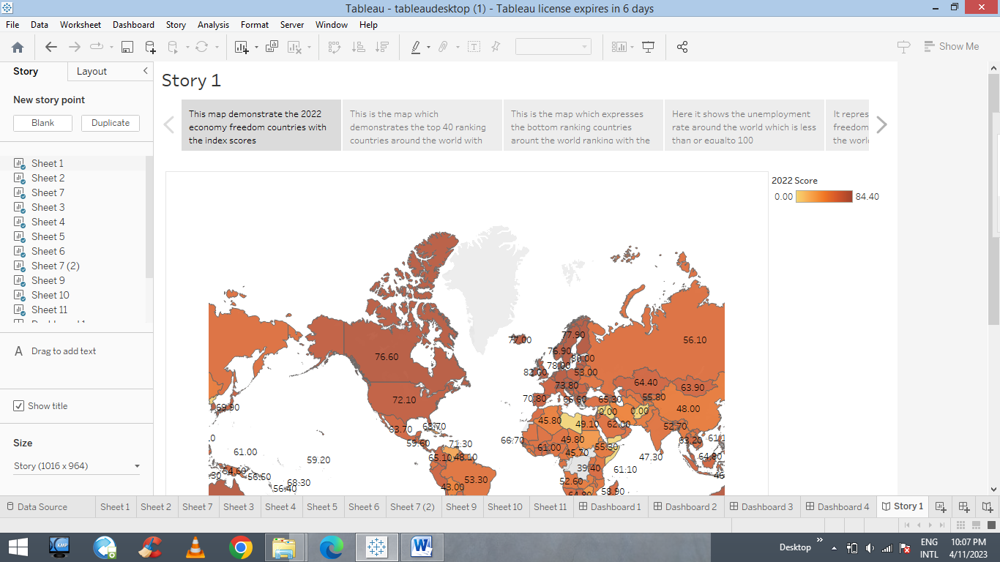 Tableau - tableaudesktop (1) - Tableau license expires in 6 days
File Data Worksheet Dashboard Story Analysis Format Server Window Help
Show Me
Story Layout
New story point
Blank Duplicate
Sheet 1
Sheet 2
Sheet 7
Sheet 3
Sheet 4
Sheet 5
Sheet 6
Sheet 7 (2)
Sheet 9
Sheet 10
Sheet 11
Drag to add text
Show title
Size
Story (1016 x 964)
Story 1
This map demonstrate the 2022
economy freedom countries with
the index scores
This is the map which
demonstrates the top 40 ranking
countries around the world with
This is the map which expresses
the bottom ranking countries
arount the world ranking with the
Here it shows the unemployment
rate around the world which is less
than or equalto 100
It repres
freedom
the world
2022 Score
0.00 84.40
77.90
77.00
56.10
76.90
76.60
80.00
78.00
82.00 53.00
64.40
73.80
63.90
72.10
70.80 66.60 65.30 55.80
69.90 48.00
0.00 0.00
45.80 49.10 62.00
63.70 68.70 52.70
59.60 71.30 66.70 49.80 63.20
61.00 55.30
61.00 65.10 48.10 45.70 47.30 64.80
59.20
54.60 56.50 39.40 61.10
53.30 52.60
56.40 68.30 43.00 58.90
Data Source Sheet 1 Sheet 2 Sheet 7 Sheet 3 Sheet 4 Sheet 5 Sheet 6 Sheet 7 (2) Sheet 9 Sheet 10 Sheet 11 Dashboard 1 Dashboard 2 Dashboard 3 Dashboard 4 Story 1
KMP
Desktop
ENG
INTL
10:07 PM
4/11/2023